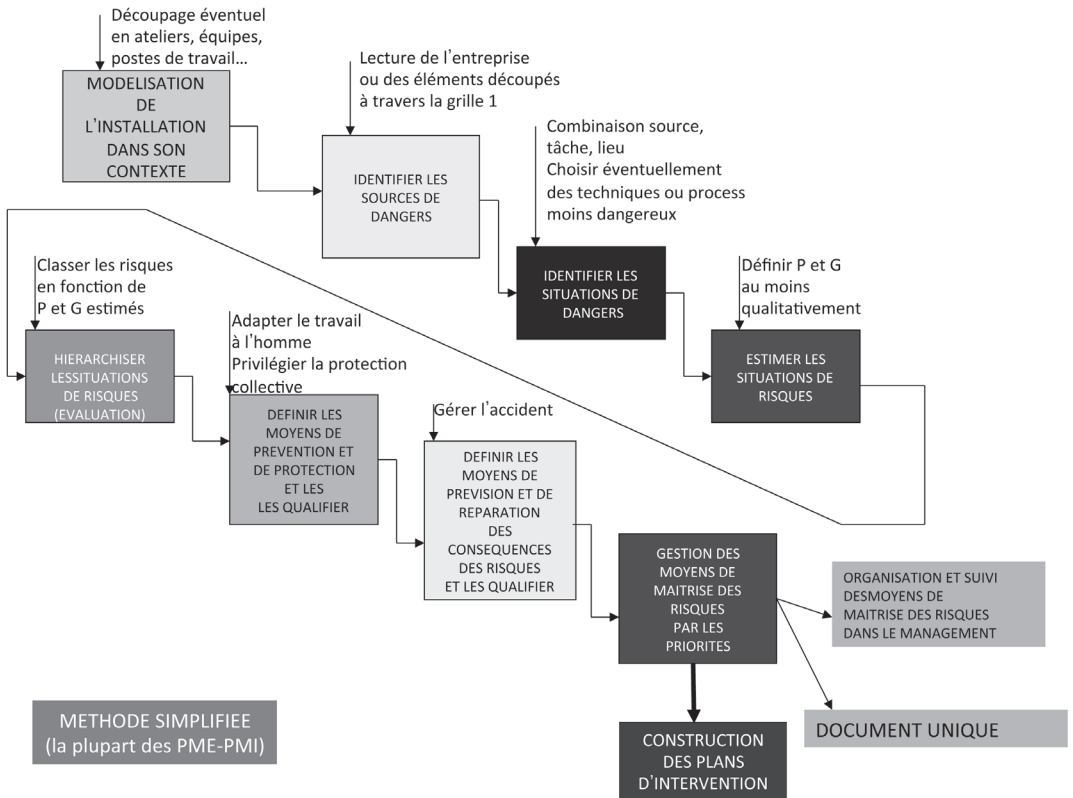 Découpage éventuel
en ateliers, équipes,
postes de travail...
MODELISATION
DE
L'INSTALLATION
DANS SON
CONTEXTE
Lecture de l'entreprise
ou des éléments découpés
à travers la grille 1
IDENTIFIER LES
SOURCES DE
DANGERS
Combinaison source,
tâche, lieu
Choisir éventuellement
des techniques ou process
moins dangereux
IDENTIFIER LES
SITUATIONS DE
DANGERS
Définir P et G
au moins
qualitativement
ESTIMER LES
SITUATIONS DE
RISQUES
Classer les risques
en fonction de
P et G estimés
HIERARCHISER
LESSITUATIONS
DE RISQUES
(EVALUATION)
Adapter le travail
à l'homme
Privilégier la protection
collective
DEFINIR LES
MOYENS DE
PREVENTION ET
DE PROTECTION
ET LES
LES QUALIFIER
Gérer l'accident
DEFINIR LES
MOYENS DE
PREVISION ET DE
REPARATION
DES
CONSEQUENCES
DES RISQUES
ET LES QUALIFIER
GESTION DES
MOYENS DE
MAITRISE DES
RISQUES
PAR LES
PRIORITES
ORGANISATION ET SUIVI
DESMOYENS DE
MAITRISE DES RISQUES
DANS LE MANAGEMENT
DOCUMENT UNIQUE
CONSTRUCTION
DES PLANS
D'INTERVENTION
METHODE SIMPLIFIEE
(la plupart des PME-PMI)